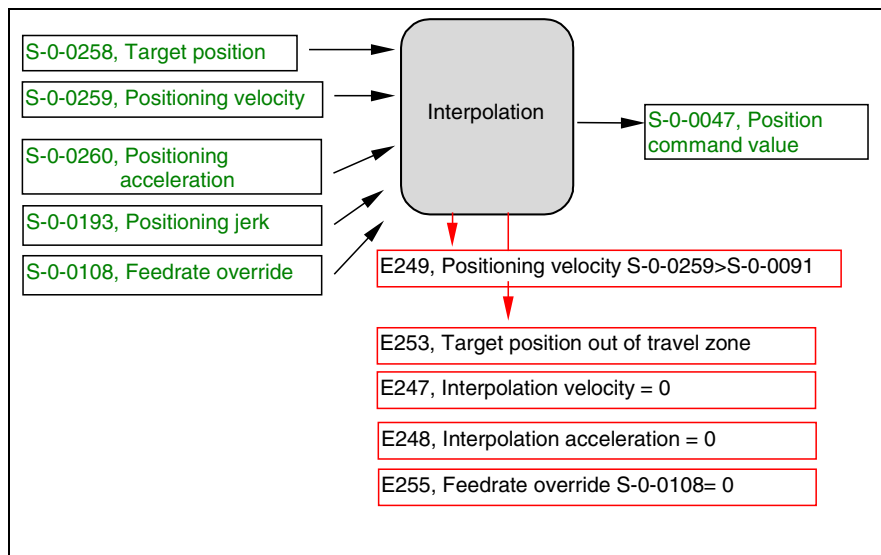 S-0-0258, Target position
S-0-0259, Positioning velocity
S-0-0260, Positioning
acceleration
S-0-0193, Positioning jerk
S-0-0108, Feedrate override
Interpolation
S-0-0047, Position
command value
E249, Positioning velocity S-0-0259>S-0-0091
E253, Target position out of travel zone
E247, Interpolation velocity = 0
E248, Interpolation acceleration = 0
E255, Feedrate override S-0-0108= 0